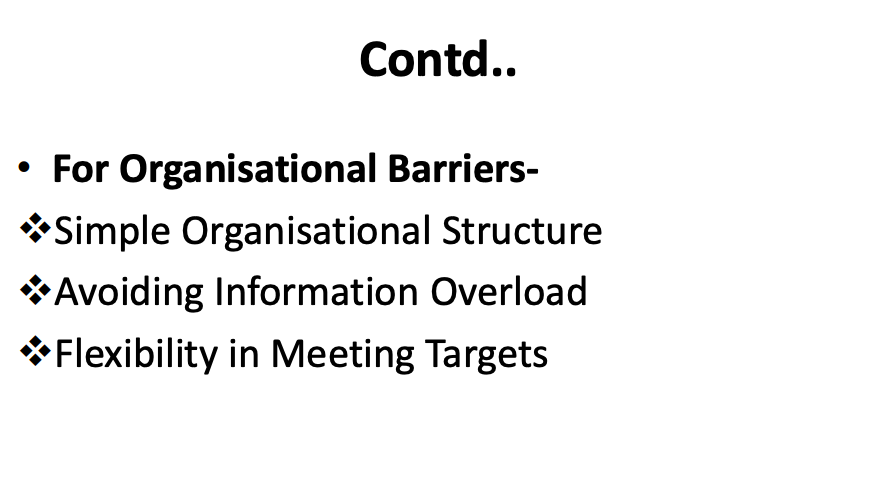 Contd..
• For Organisational Barriers-
❖Simple Organisational Structure
❖Avoiding Information Overload
❖Flexibility in Meeting Targets